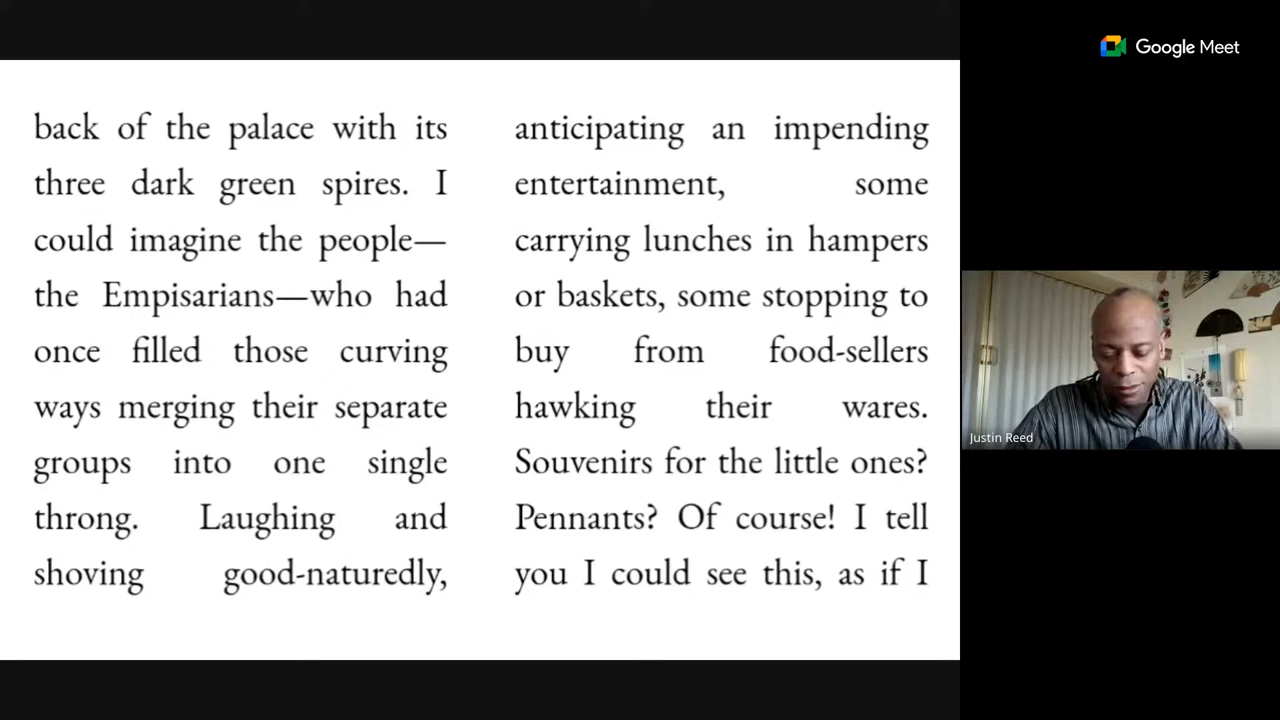 back of the palace with its
three dark green spires. I
could imagine the people—
the Empisarians—who had
once filled those curving
ways merging their separate
groups into one single
throng. Laughing and
shoving good-naturedly,
anticipating an impending
entertainment, some
carrying lunches in hampers
or baskets, some stopping to
buy from food-sellers
hawking their wares.
Souvenirs for the little ones?
Pennants? Of course! I tell
you I could see this, as if I
Google Meet
Justin Reed